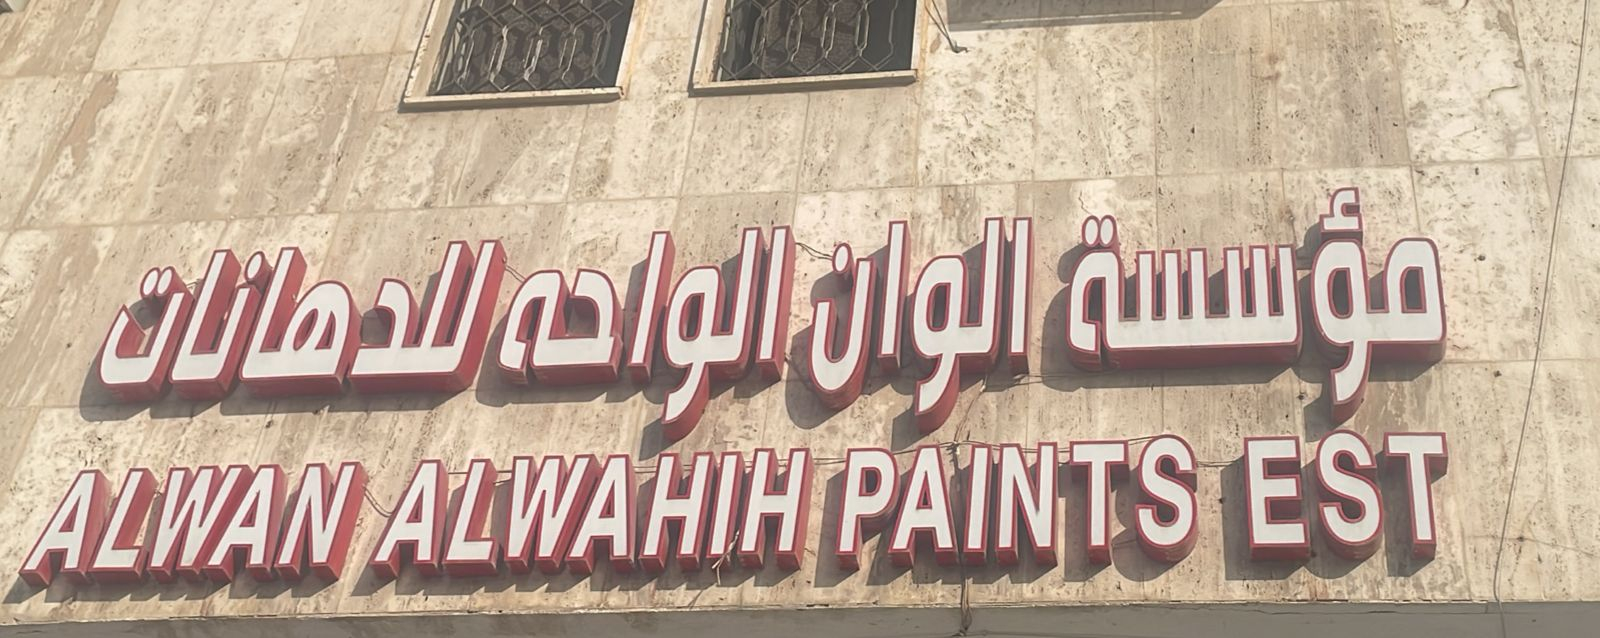 مؤسسة الوان الواحه للدهانات
ALWAN ALWAHIH PAINTS EST